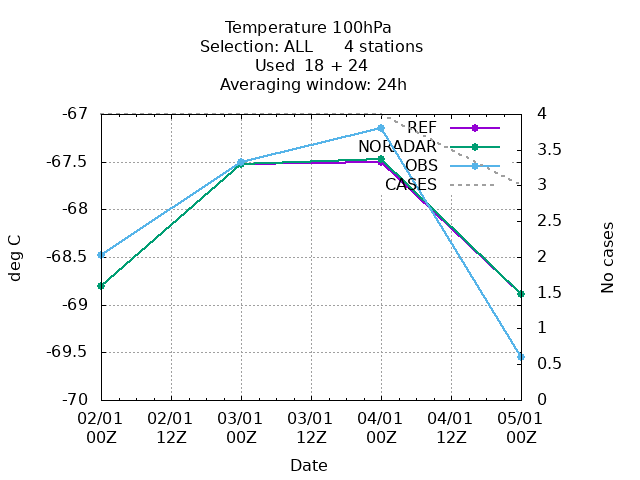 Temperature 100hPa
Selection: ALL      4 stations
Used  18 + 24
Averaging window: 24h
-67
-67.5
-68
-68.5
-69
-69.5
-70
deg C
4
3.5
3
2.5
2
1.5
1
0.5
0
No cases
REF
NORADAR
OBS
CASES
02/01 02/01 03/01 03/01 04/01 04/01 05/01
00Z 12Z 00Z 12Z 00Z 12Z 00Z
Date